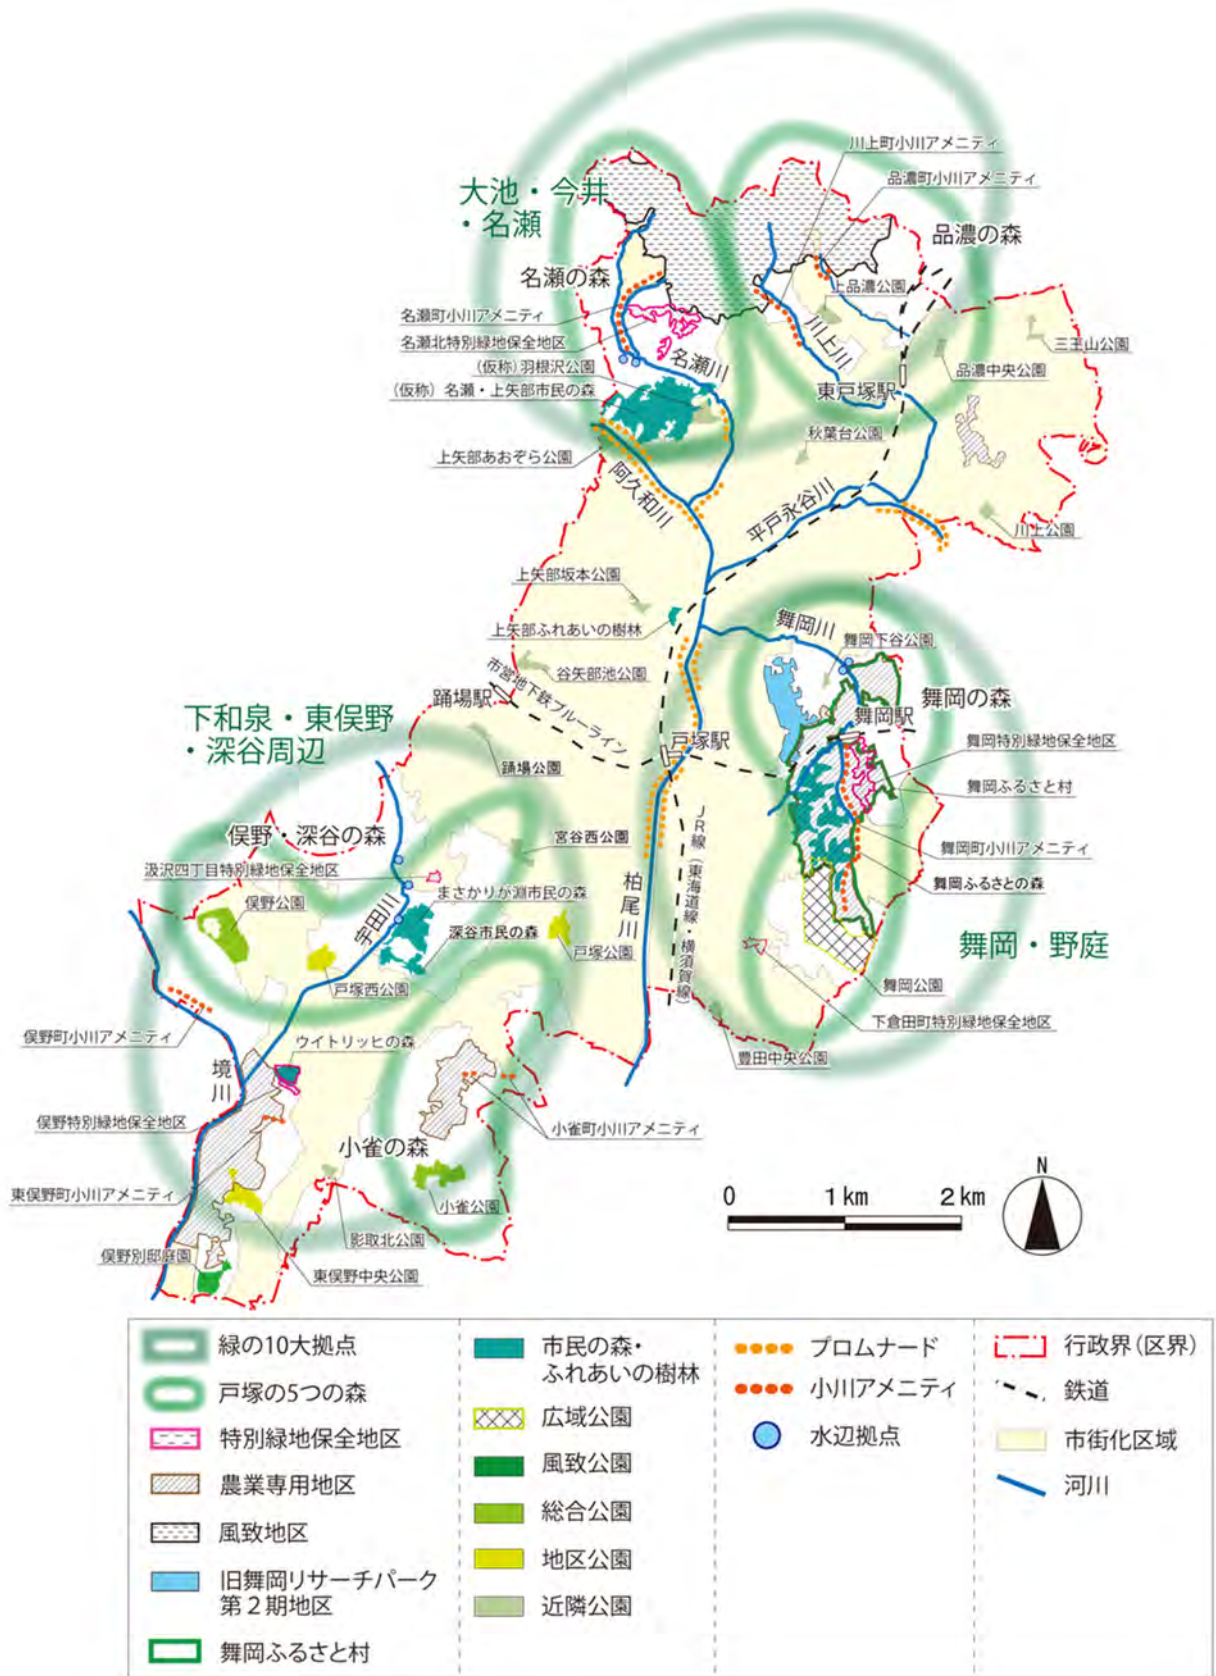 川上町小川アメニティ
品濃町小川アメニティ
大池・今井
・名瀬
品濃の森
名瀬の森
上品濃公園
名瀬町小川アメニティ
名瀬北特別緑地保全地区
三王山公園
川上川
名瀬川
品濃中央公園
(仮称)羽根沢公園
東戸塚駅
(仮称) 名瀬・上矢部市民の森
秋葉台公園
上矢部あおぞら公園
阿久和川
平戸永谷川
川上公園
上矢部坂本公園
舞岡川
上矢部ふれあいの樹林
舞岡下谷公園
谷矢部池公園
市営地下鉄ブルーライン
踊場駅
舞岡の森
舞岡駅
下和泉・東俣野
・深谷周辺
戸塚駅
舞岡特別緑地保全地区
踊場公園
舞岡ふるさと村
JR線(東海道線・横須賀線)
俣野・深谷の森
宮谷西公園
舞岡町小川アメニティ
汲沢四丁目特別緑地保全地区
まさかりが淵市民の森
舞岡ふるさとの森
俣野公園
柏尾川
宇田川
深谷市民の森
戸塚公園
舞岡・野庭
戸塚西公園
舞岡公園
俣野町小川アメニティ
下倉田町特別緑地保全地区
ウイトリッヒの森
豊田中央公園
境川
俣野特別緑地保全地区
小雀町小川アメニティ
小雀の森
東俣野町小川アメニティ
小雀公園
影取北公園
俣野別邸庭園
東俣野中央公園
N
0 1km 2km
緑の10大拠点
戸塚の5つの森
特別緑地保全地区
農業専用地区
風致地区
旧舞岡リサーチパーク
第2期地区
舞岡ふるさと村
市民の森・
ふれあいの樹林
広域公園
風致公園
総合公園
地区公園
近隣公園
プロムナード
小川アメニティ
水辺拠点
行政界(区界)
鉄道
市街化区域
河川